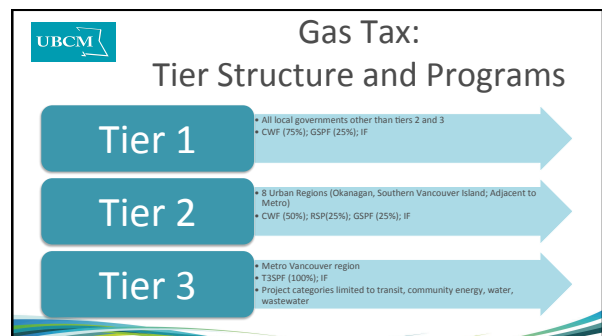 UBCM
Gas Tax:
Tier Structure and Programs
Tier 1
• All local governments other than tiers 2 and 3
• CWF (75%); GSPF (25%); IF
Tier 2
• 8 Urban Regions (Okanagan, Southern Vancouver Island; Adjacent to
Metro)
• CWF (50%); RSP(25%); GSPF (25%); IF
Tier 3
• Metro Vancouver region
• T3SPF (100%); IF
• Project categories limited to transit, community energy, water,
wastewater